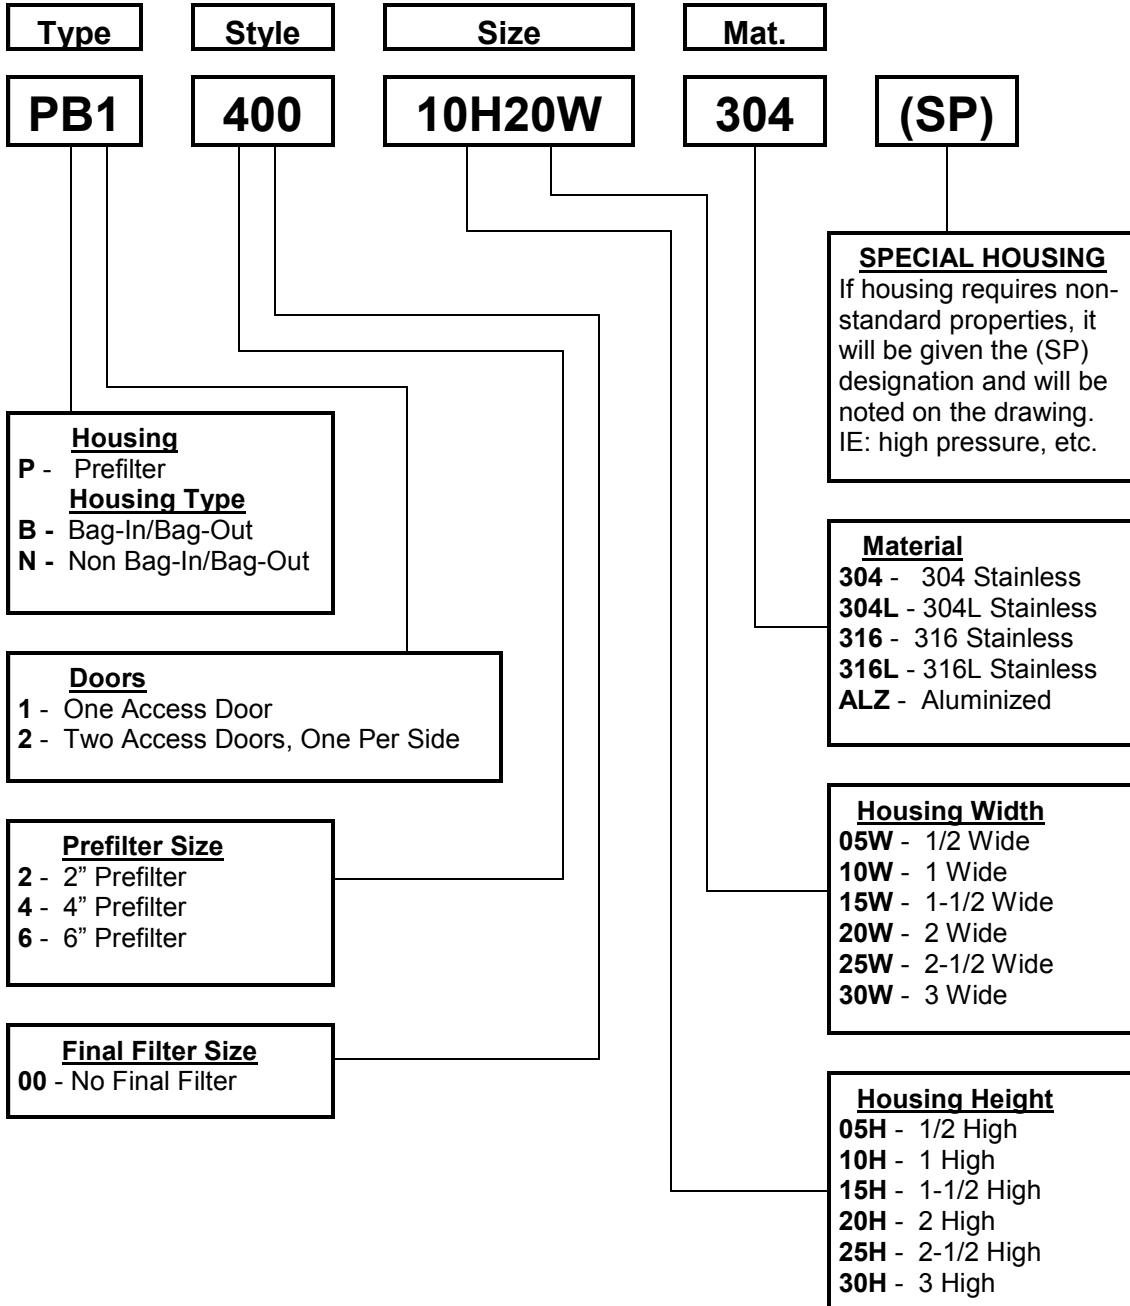 Type Style Size Mat.
PB1 400 10H20W 304 (SP)
SPECIAL HOUSING
If housing requires non-
standard properties, it
will be given the (SP)
designation and will be
noted on the drawing.
IE: high pressure, etc.
Housing
P - Prefilter
Housing Type
B - Bag-In/Bag-Out
N - Non Bag-In/Bag-Out
Material
304 - 304 Stainless
304L - 304L Stainless
316 - 316 Stainless
316L - 316L Stainless
ALZ - Aluminized
Doors
1 - One Access Door
2 - Two Access Doors, One Per Side
Housing Width
05W - 1/2 Wide
10W - 1 Wide
15W - 1-1/2 Wide
20W - 2 Wide
25W - 2-1/2 Wide
30W - 3 Wide
Prefilter Size
2 - 2” Prefilter
4 - 4” Prefilter
6 - 6” Prefilter
Final Filter Size
00 - No Final Filter
Housing Height
05H - 1/2 High
10H - 1 High
15H - 1-1/2 High
20H - 2 High
25H - 2-1/2 High
30H - 3 High